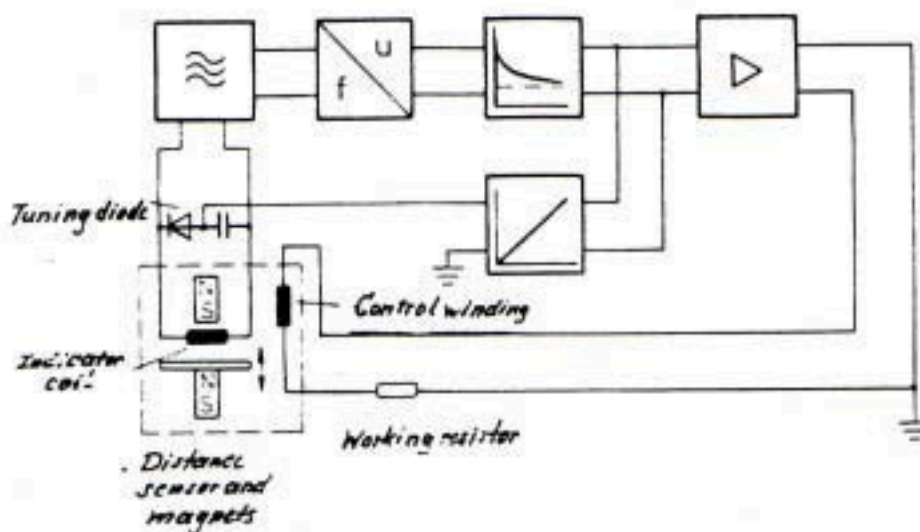 u
f
Tuning diode
Control winding
Indicator
coil
Working resistor
Distance
sensor and
magnets